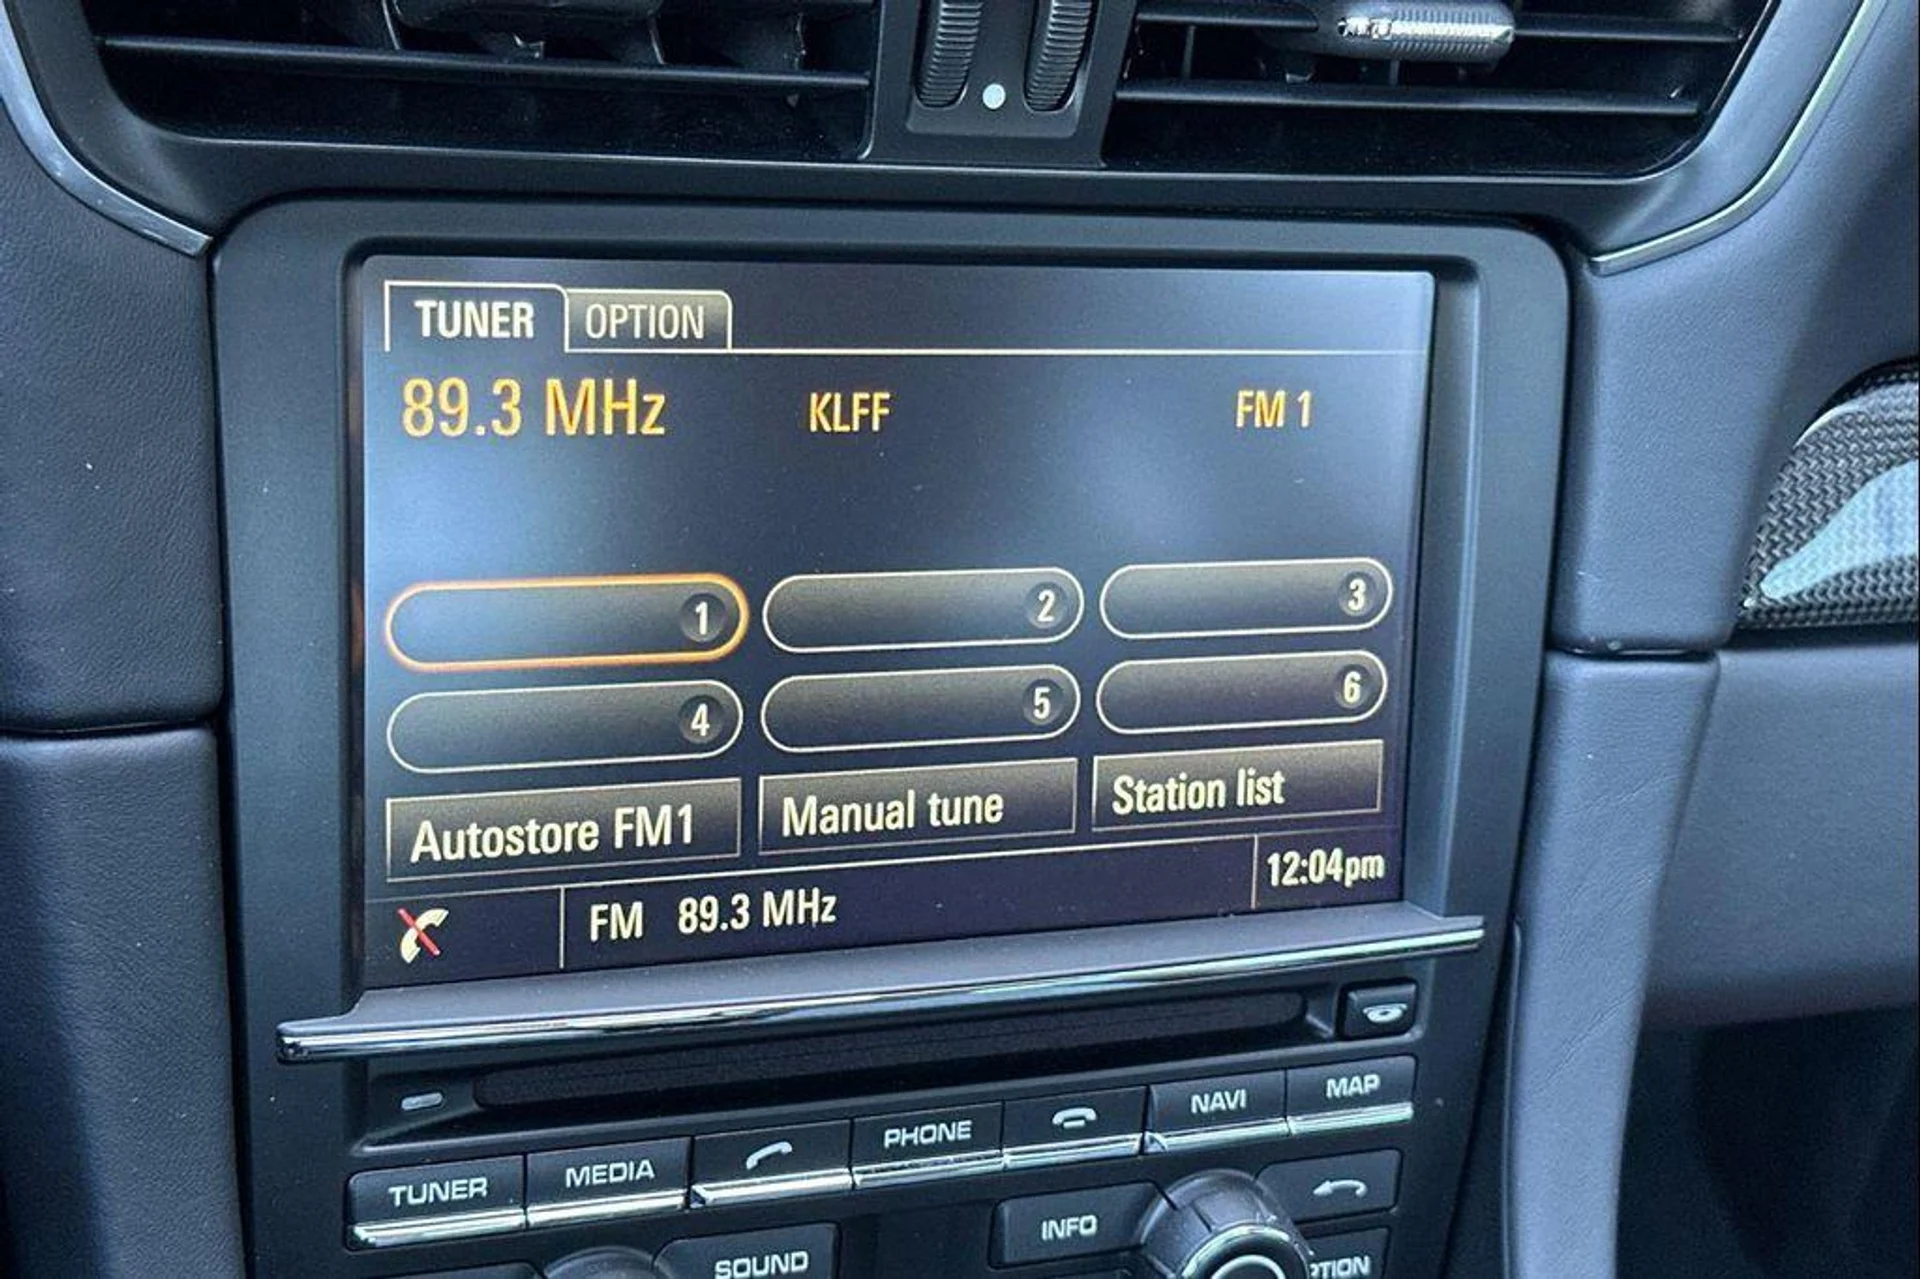 TUNER OPTION
89.3 MHz KLFF FM 1
1 2 3
4 5 6
Autostore FM1 Manual tune Station list
FM 89.3 MHz 12:04pm
TUNER MEDIA PHONE NAVI MAP
SOUND INFO